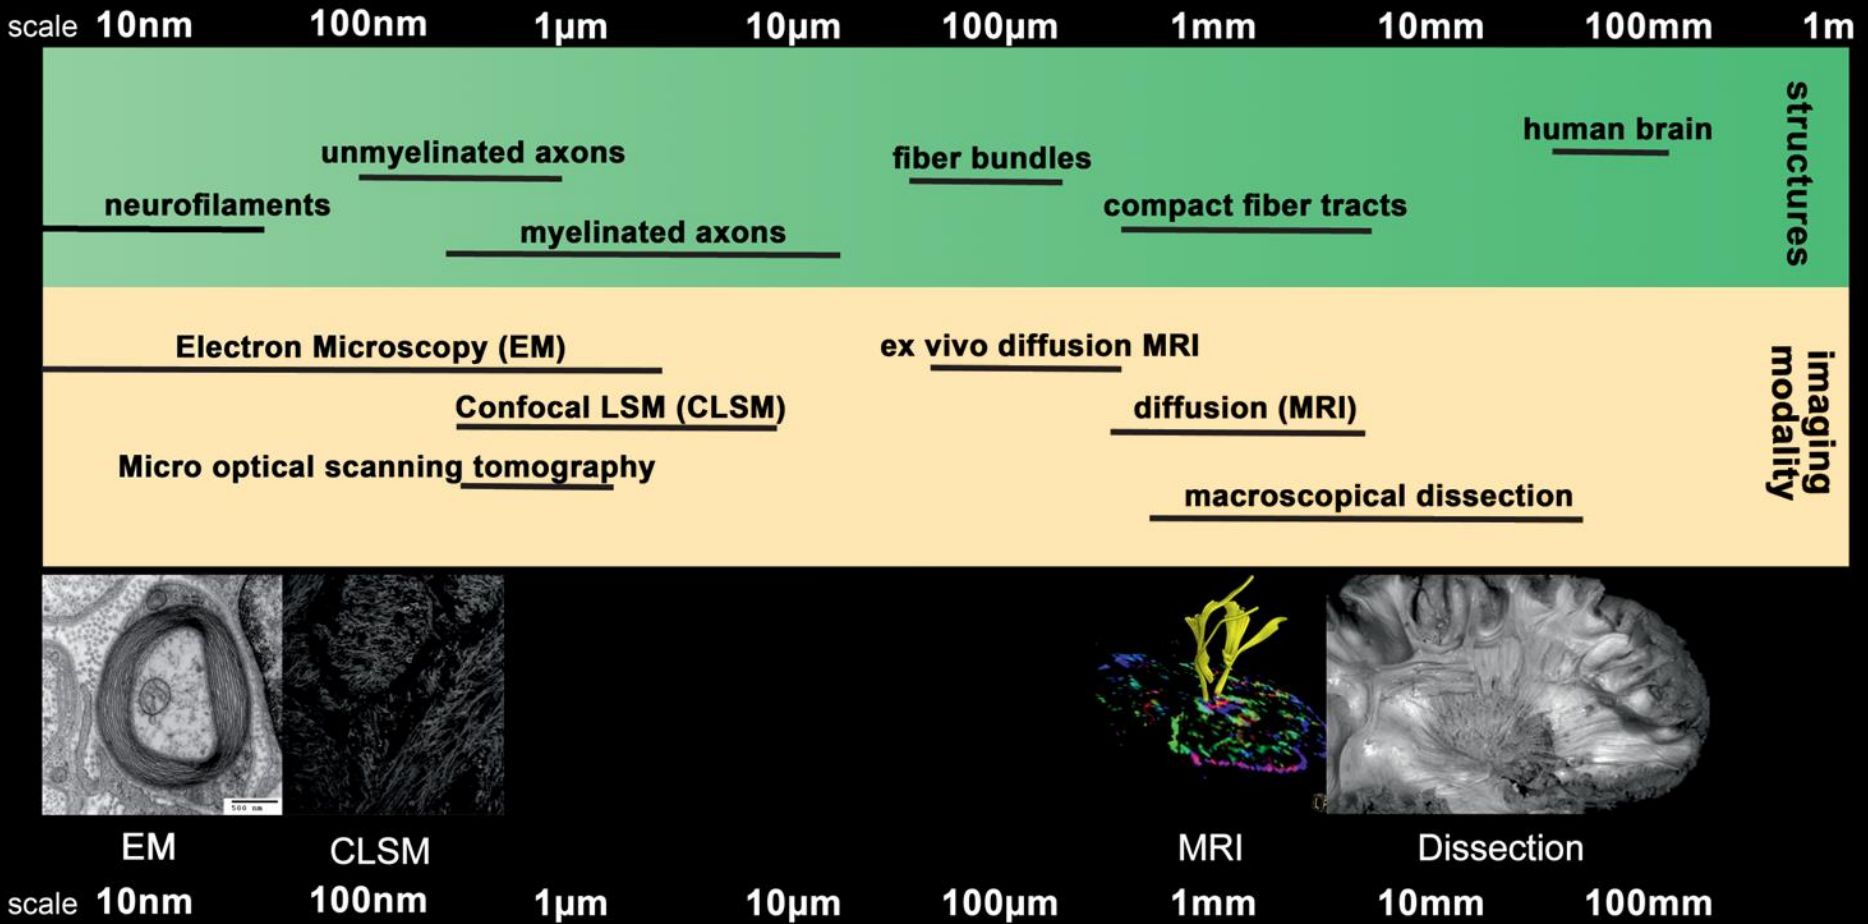 scale 10nm 100nm 1µm 10µm 100µm 1mm 10mm 100mm 1m
structures
human brain
unmyelinated axons
fiber bundles
neurofilaments
compact fiber tracts
myelinated axons
imaging
modality
Electron Microscopy (EM)
ex vivo diffusion MRI
Confocal LSM (CLSM)
diffusion (MRI)
Micro optical scanning tomography
macroscopical dissection
500 nm
EM
CLSM
MRI
Dissection
scale 10nm 100nm 1µm 10µm 100µm 1mm 10mm 100mm